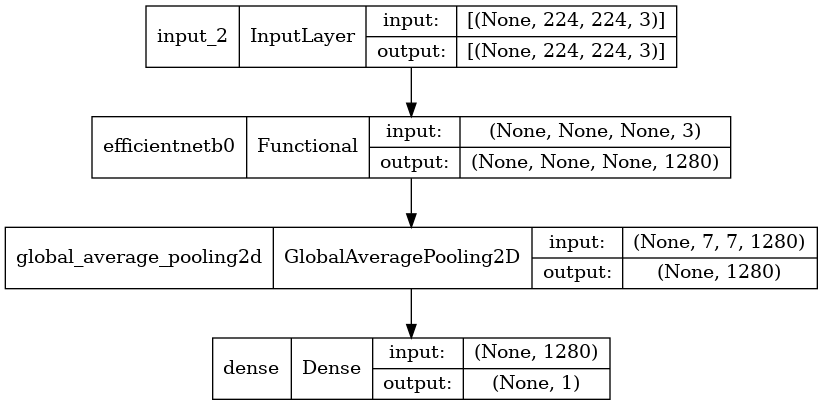 input_2 InputLayer input: [(None, 224, 224, 3)]
output: [(None, 224, 224, 3)]
efficientnetb0 Functional input: (None, None, None, 3)
output: (None, None, None, 1280)
global_average_pooling2d GlobalAveragePooling2D input: (None, 7, 7, 1280)
output: (None, 1280)
dense Dense input: (None, 1280)
output: (None, 1)